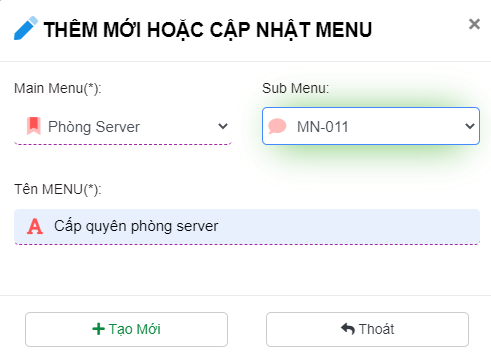 THÊM MỚI HOẶC CẬP NHẬT MENU
×
Main Menu(*):
Sub Menu:
Phòng Server
MN-011
Tên MENU(*):
Cấp quyên phòng server
Tạo Mới
Thoát